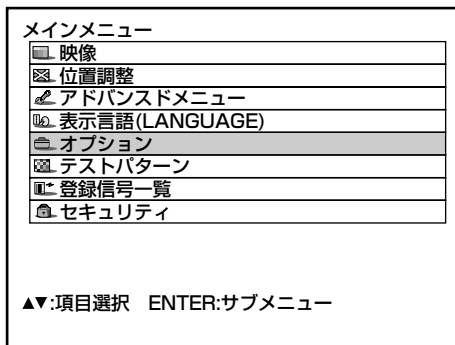 メインメニュー
映像
位置調整
アドバンスドメニュー
表示言語(LANGUAGE)
オプション
テストパターン
登録信号一覧
セキュリティ
▲▼:項目選択　ENTER:サブメニュー